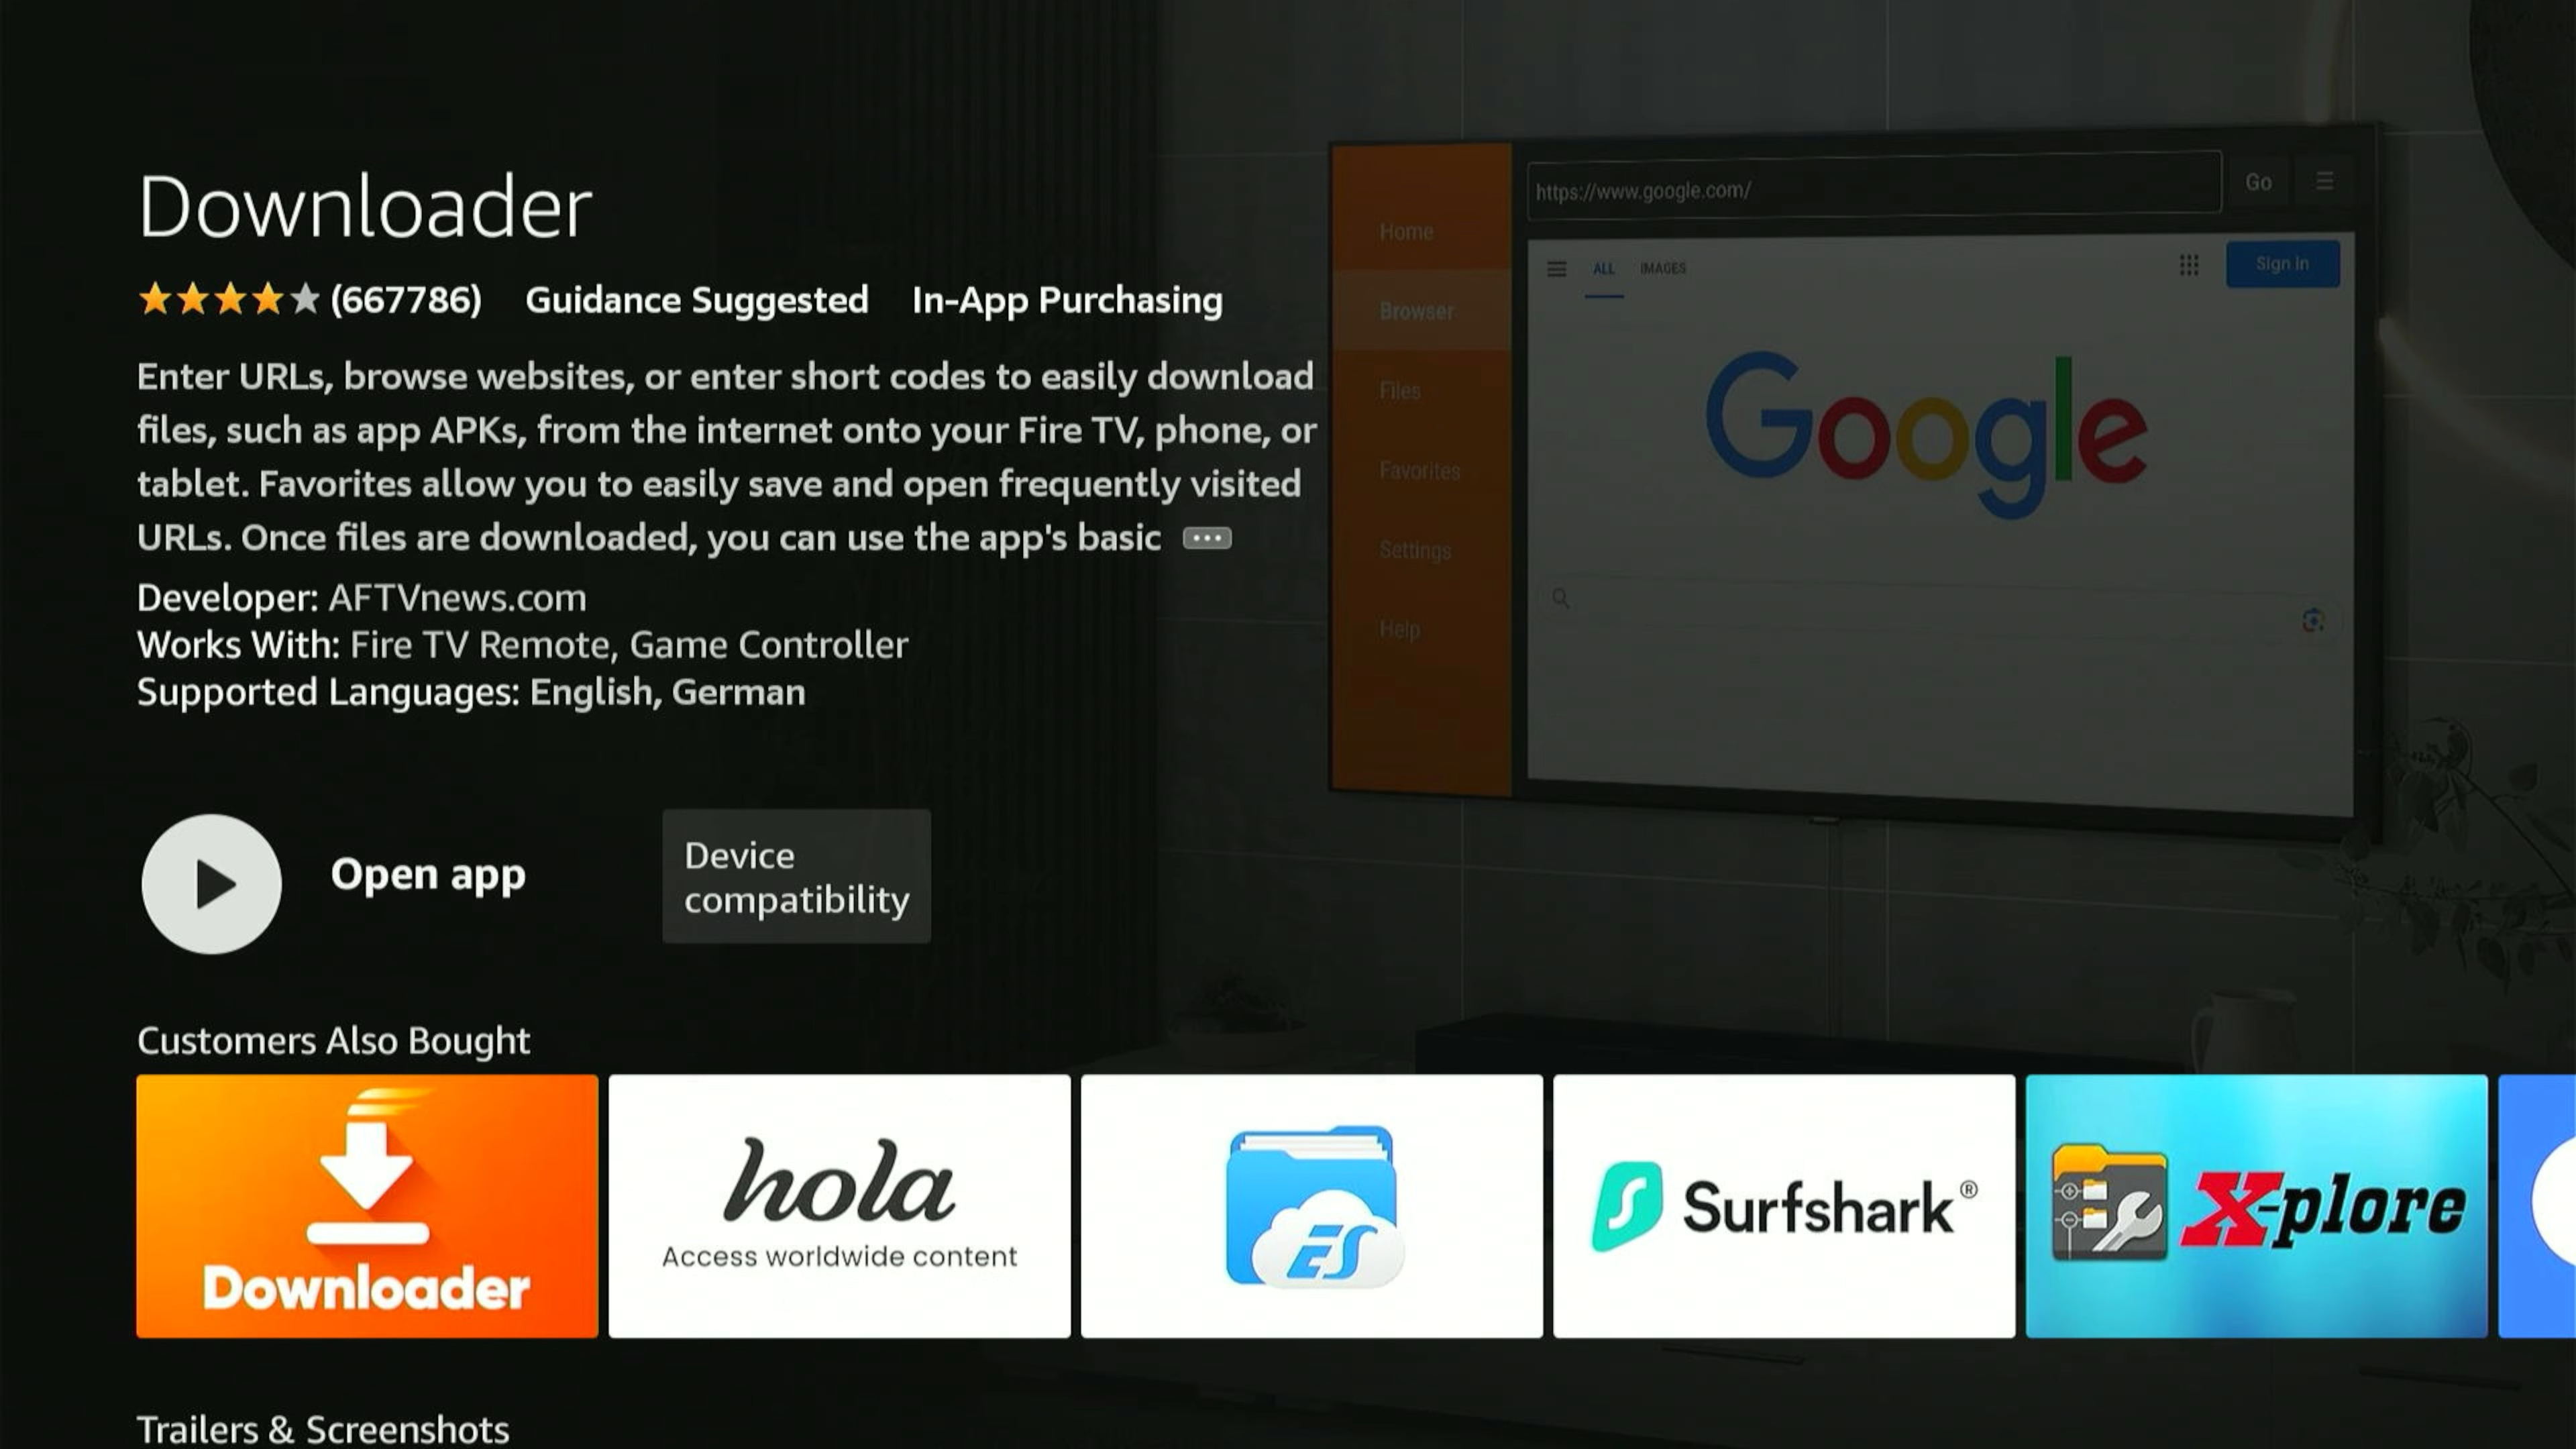 Downloader
(667786) Guidance Suggested In-App Purchasing
Enter URLs, browse websites, or enter short codes to easily download
files, such as app APKs, from the internet onto your Fire TV, phone, or
tablet. Favorites allow you to easily save and open frequently visited
URLs. Once files are downloaded, you can use the app's basic
Developer: AFTVnews.com
Works With: Fire TV Remote, Game Controller
Supported Languages: English, German
Open app
Device
compatibility
https://www.google.com/
Go
Home
Browser
Files
Favorites
Settings
Help
ALL IMAGES
Sign in
Google
Customers Also Bought
Downloader
hola
Access worldwide content
ES
Surfshark®
X-plore
Trailers & Screenshots